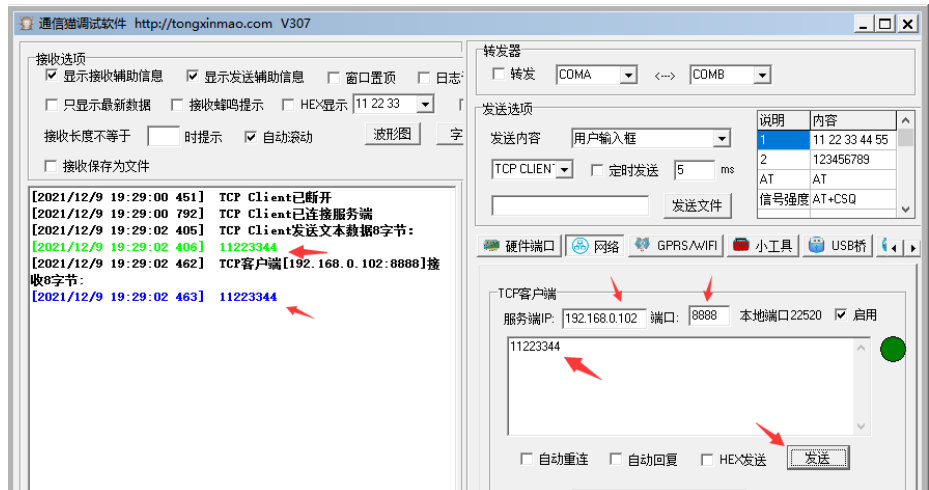 通信猫调试软件 http://tongxinmao.com V307
接收选项
显示接收辅助信息 显示发送辅助信息 窗口置顶 日志
只显示最新数据 接收蜂鸣提示 HEX显示 11 22 33
接收长度不等于 时提示 自动滚动 波形图 字
接收保存为文件
[2021/12/9 19:29:00 451] TCP Client已断开
[2021/12/9 19:29:00 792] TCP Client已连接服务端
[2021/12/9 19:29:02 405] TCP Client发送文本数据8字节:
[2021/12/9 19:29:02 406] 11223344
[2021/12/9 19:29:02 462] TCP客户端[192.168.0.102:8888]接
收8字节:
[2021/12/9 19:29:02 463] 11223344
转发器
转发 COMA <---> COMB
发送选项
发送内容 用户输入框
TCP CLIEN 定时发送 5 ms
发送文件
说明 内容
1 11 22 33 44 55
2 123456789
AT AT
信号强度 AT+CSQ
硬件端口 网络 GPRS/WIFI 小工具 USB桥
TCP客户端
服务端IP: 192.168.0.102 端口: 8888 本地端口22520 启用
11223344
自动重连 自动回复 HEX发送 发送